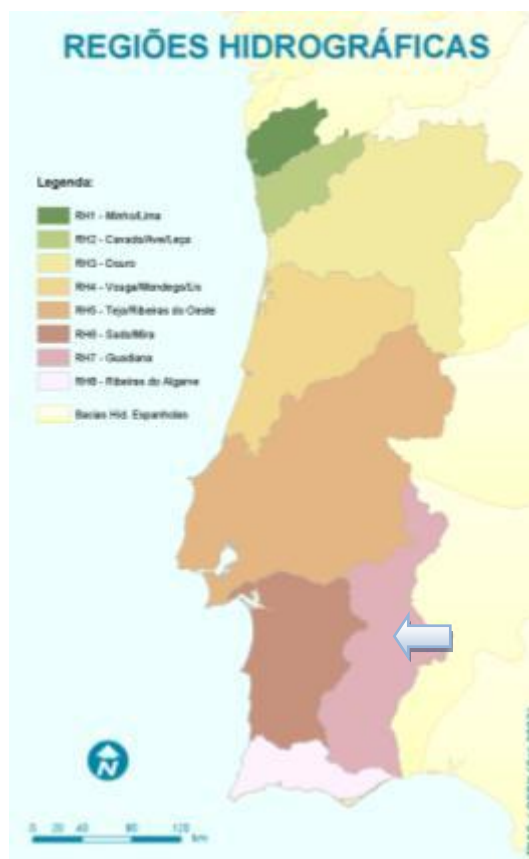 REGIÕES HIDROGRÁFICAS
Legenda:
RH1 - Minho/Lima
RH2 - Cavado/Ave/Leça
RH3 - Douro
RH4 - Vouga/Mondego/Lis
RH5 - Tejo/Ribeiras do Oeste
RH6 - Sado/Mira
RH7 - Guadiana
RH8 - Ribeiras do Algarve
Bacias Hid. Espanholas
N
0 20 40 80 120
km